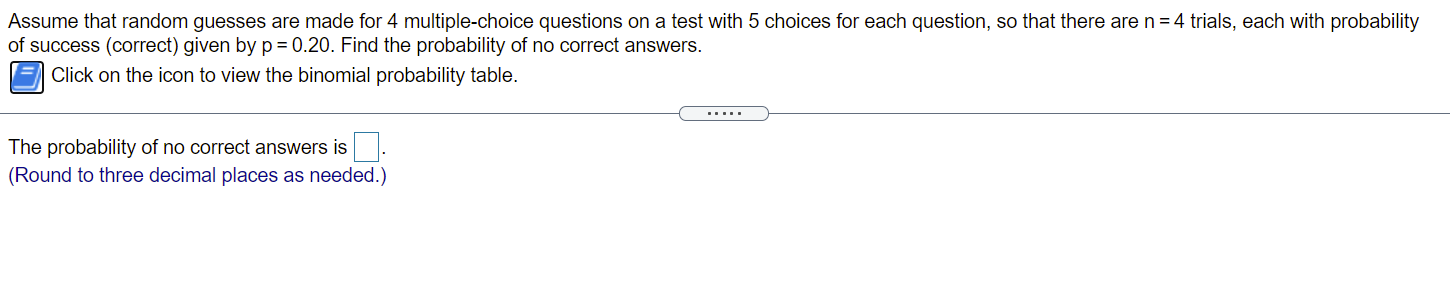 Assume that random guesses are made for 4 multiple-choice questions on a test with 5 choices for each question, so that there are n = 4 trials, each with probability
of success (correct) given by p = 0.20. Find the probability of no correct answers.
Click on the icon to view the binomial probability table.
The probability of no correct answers is .
(Round to three decimal places as needed.)